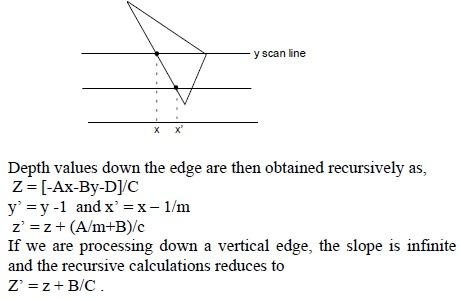 y scan line
x x'
Depth values down the edge are then obtained recursively as,
Z = [-Ax-By-D]/C
y’ = y -1 and x’ = x – 1/m
z’ = z + (A/m+B)/c
If we are processing down a vertical edge, the slope is infinite
and the recursive calculations reduces to
Z’ = z + B/C .